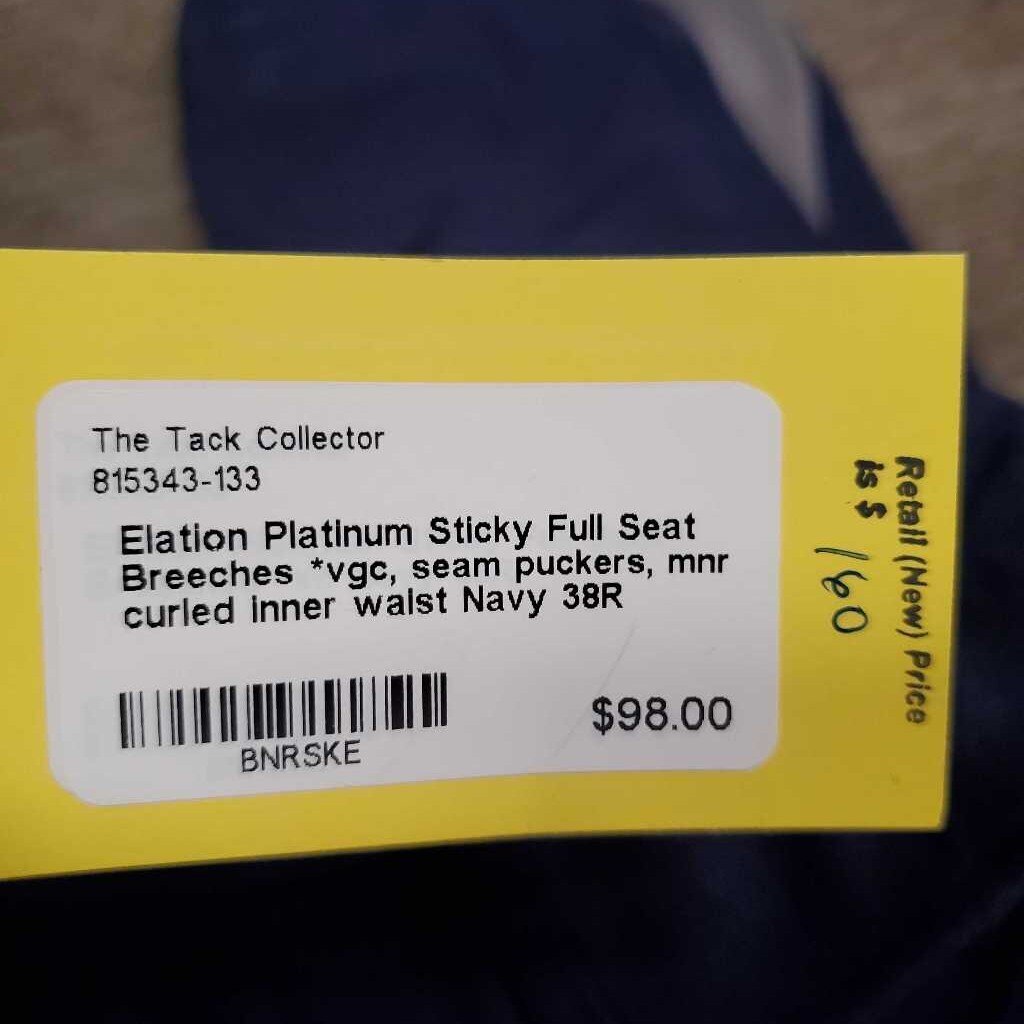 The Tack Collector
815343-133
Elation Platinum Sticky Full Seat
Breeches *vgc, seam puckers, mnr
curled inner waist Navy 38R
BNRSKE
$98.00
Retail (New) Price
is $ 160